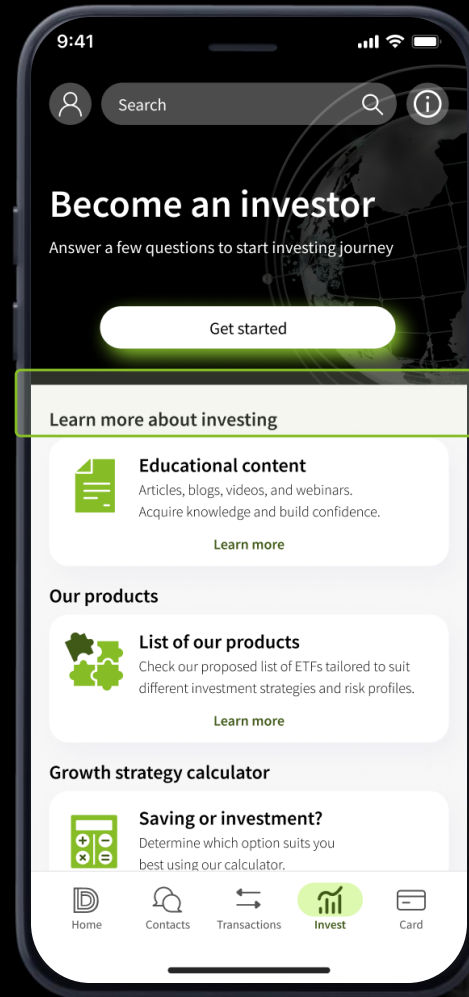 9:41
Search
Become an investor
Answer a few questions to start investing journey
Get started
Learn more about investing
Educational content
Articles, blogs, videos, and webinars.
Acquire knowledge and build confidence.
Learn more
Our products
List of our products
Check our proposed list of ETFs tailored to suit
different investment strategies and risk profiles.
Learn more
Growth strategy calculator
Saving or investment?
Determine which option suits you
best using our calculator.
Home
Contacts
Transactions
Invest
Card